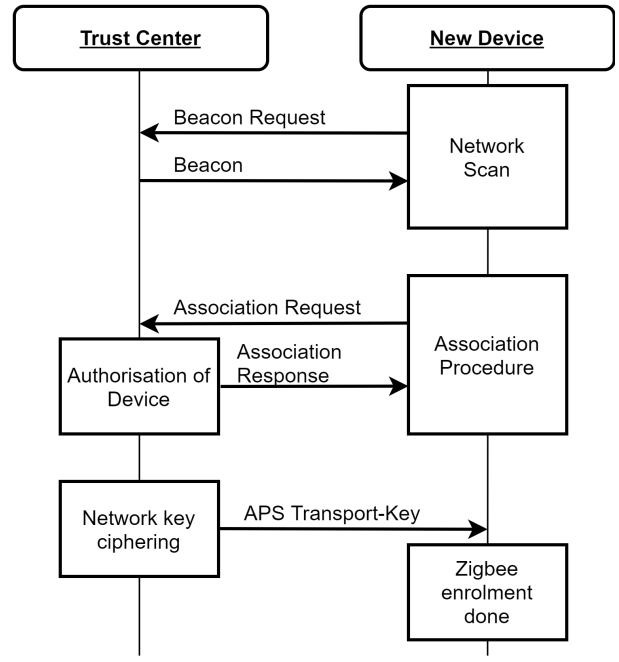 Trust Center
New Device
Beacon Request
Network
Scan
Beacon
Association Request
Association
Procedure
Authorisation of
Device
Association
Response
Network key
ciphering
APS Transport-Key
Zigbee
enrolment
done